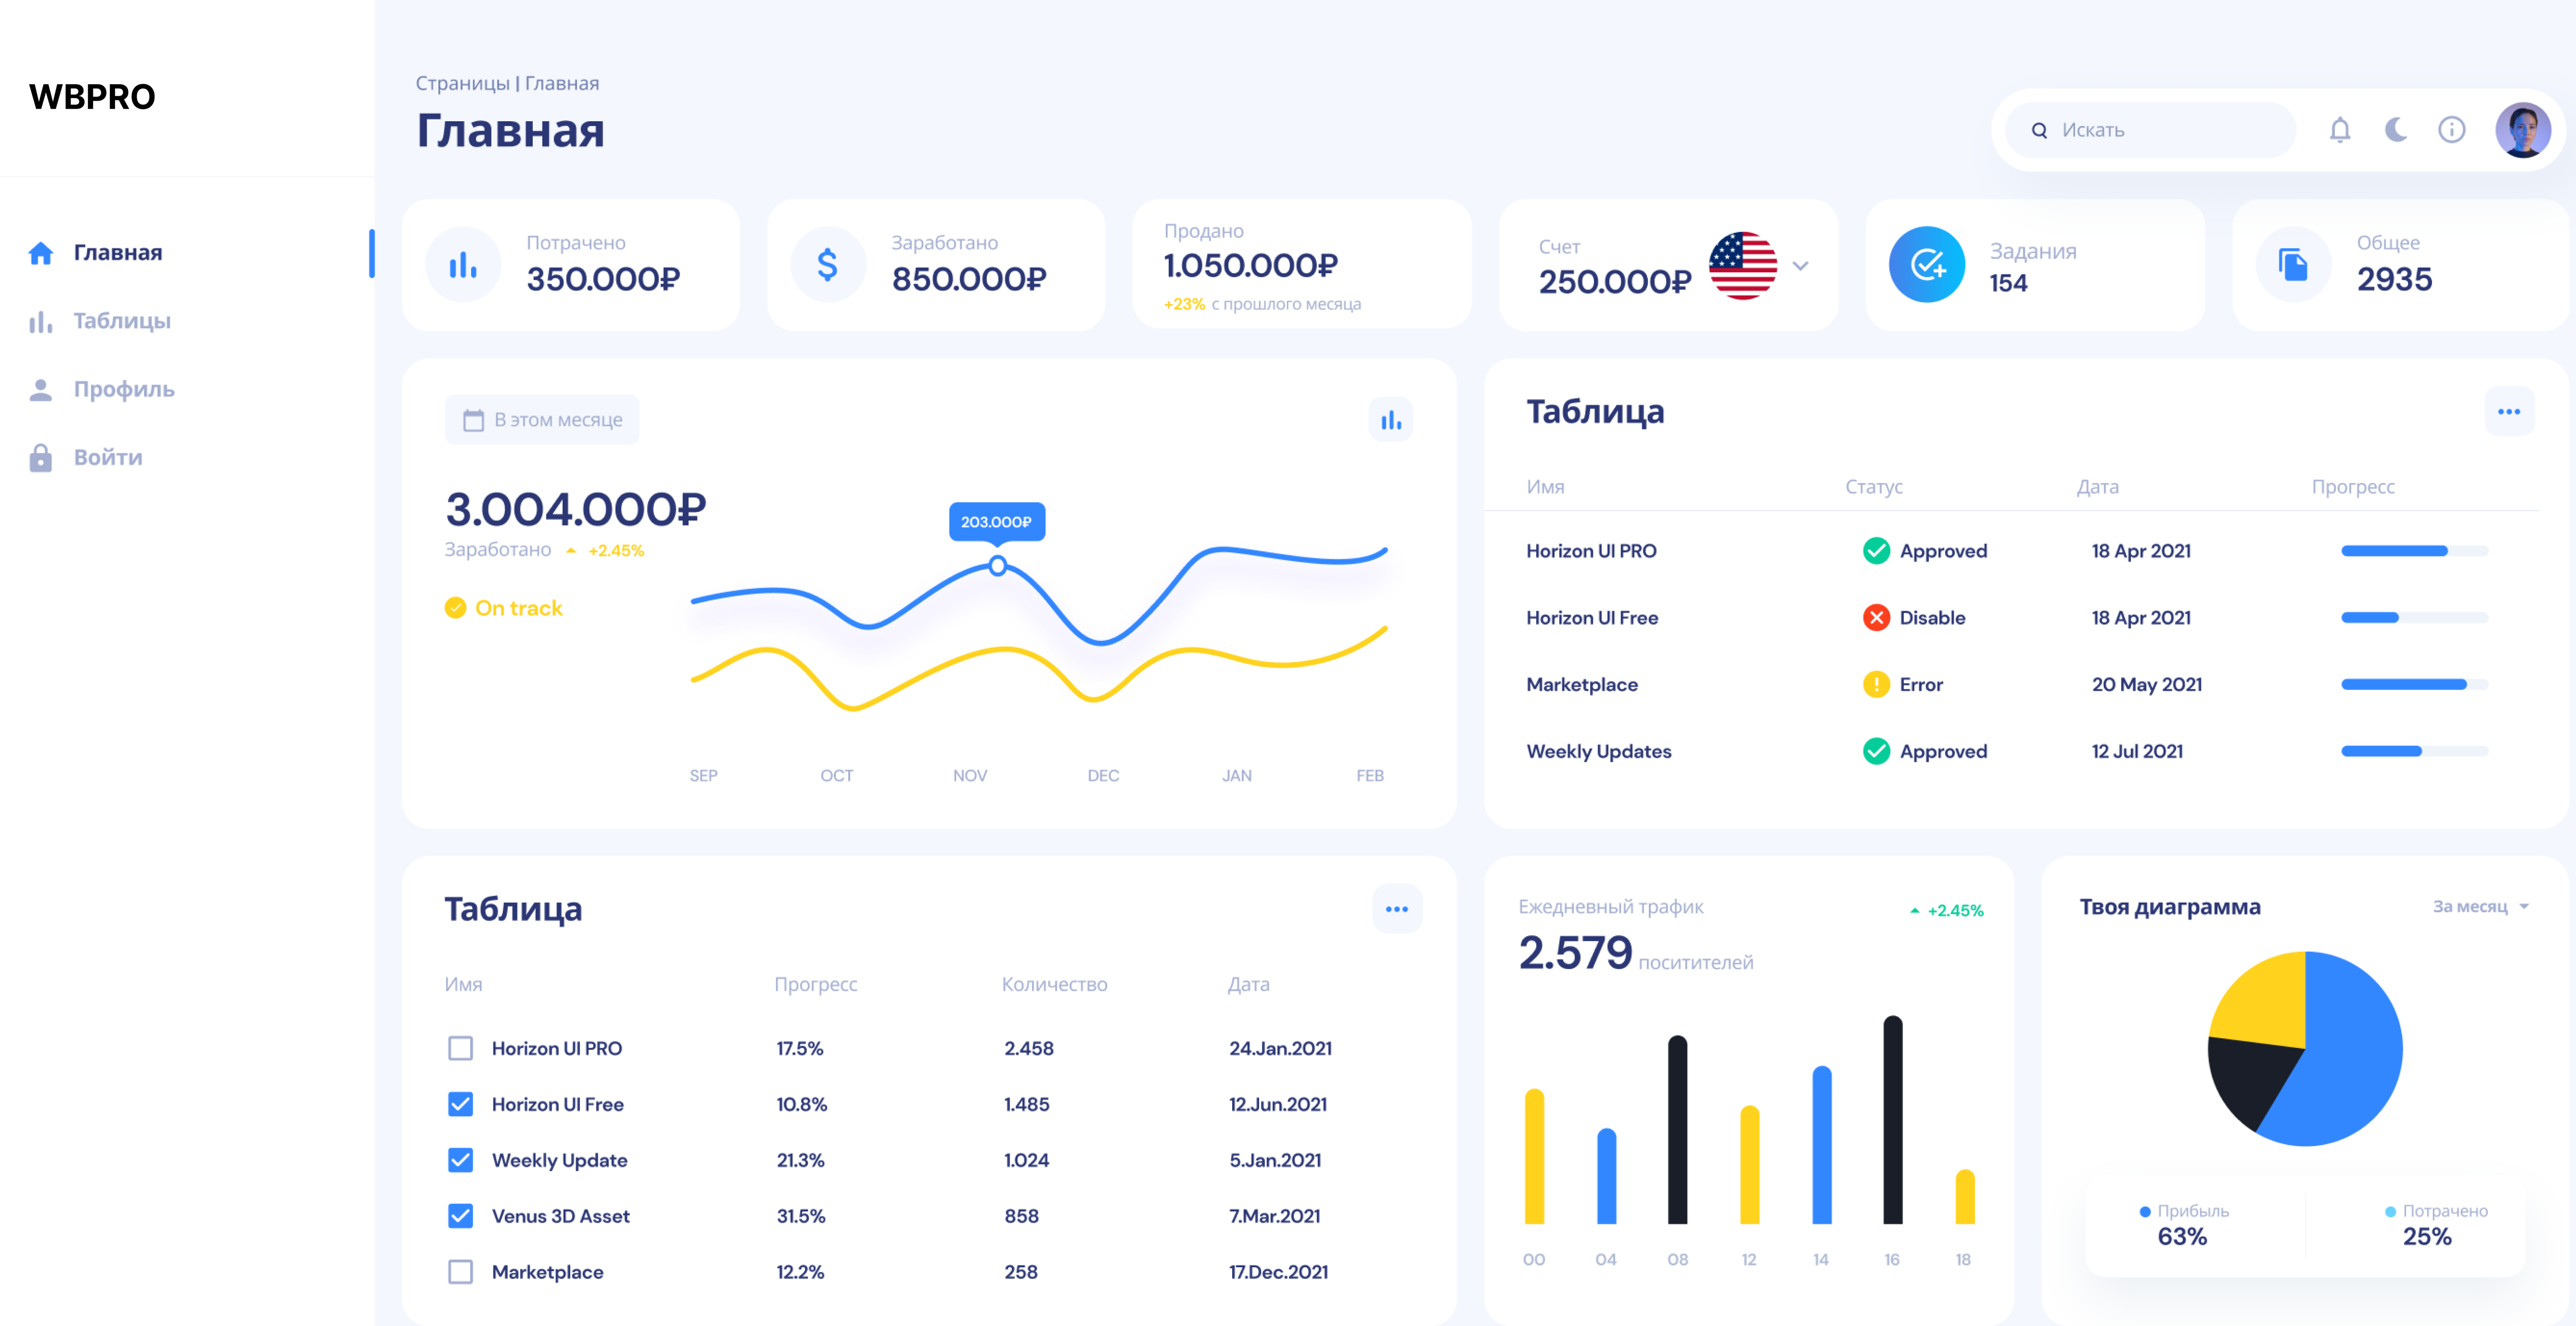 WBPRO
Главная
Таблицы
Профиль
Войти
Страницы | Главная
Главная
Искать
Потрачено
350.000₽
Заработано
850.000₽
Продано
1.050.000₽
+23% с прошлого месяца
Счет
250.000₽
Задания
154
Общее
2935
В этом месяце
3.004.000₽
Заработано +2.45%
On track
203.000₽
SEP OCT NOV DEC JAN FEB
Таблица
Имя Статус Дата Прогресс
Horizon UI PRO Approved 18 Apr 2021
Horizon UI Free Disable 18 Apr 2021
Marketplace Error 20 May 2021
Weekly Updates Approved 12 Jul 2021
Таблица
Имя Прогресс Количество Дата
Horizon UI PRO 17.5% 2.458 24.Jan.2021
Horizon UI Free 10.8% 1.485 12.Jun.2021
Weekly Update 21.3% 1.024 5.Jan.2021
Venus 3D Asset 31.5% 858 7.Mar.2021
Marketplace 12.2% 258 17.Dec.2021
Ежедневный трафик
+2.45%
2.579 поситителей
00 04 08 12 14 16 18
Твоя диаграмма
За месяц
Прибыль
63%
Потрачено
25%